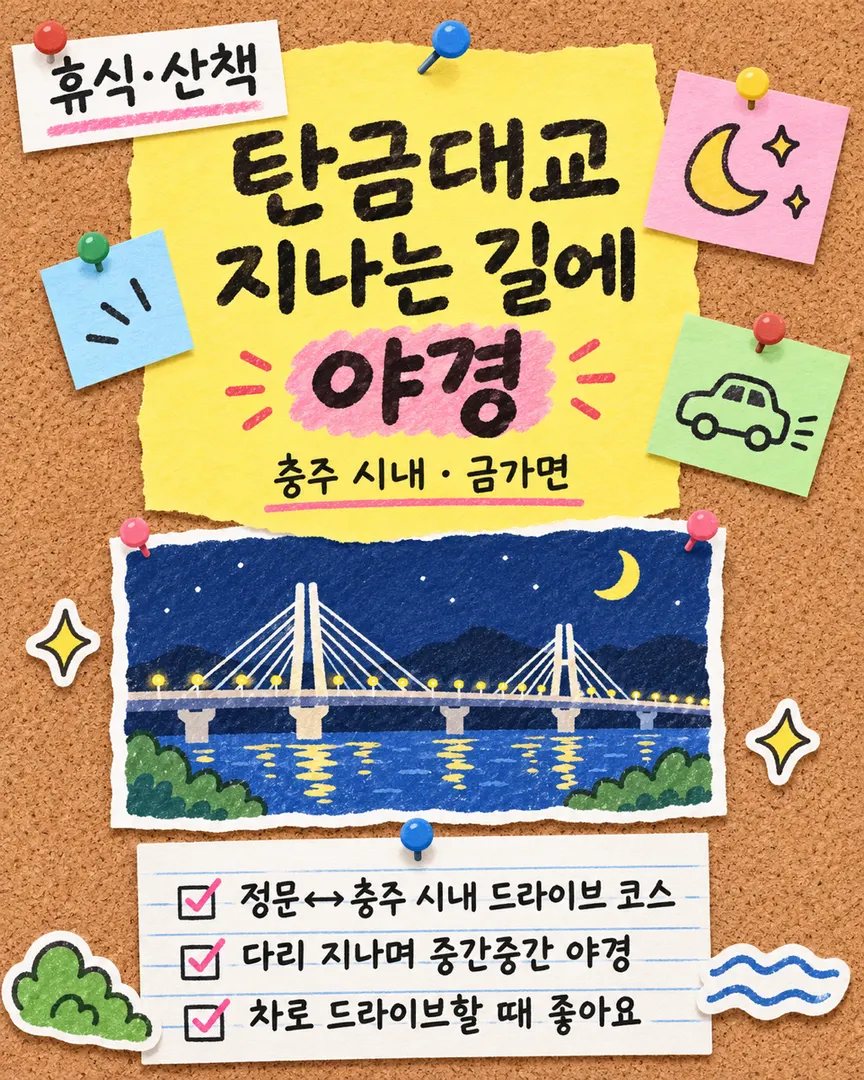 휴식·산책
탄금대교
지나는 길에
야경
충주 시내 · 금가면
정문↔충주 시내 드라이브 코스
다리 지나며 중간중간 야경
차로 드라이브할 때 좋아요